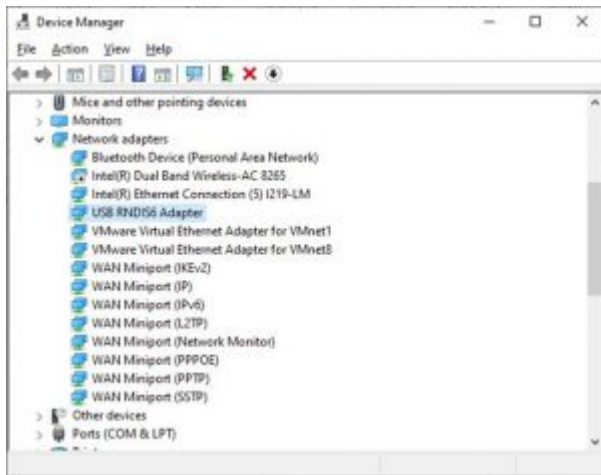 Device Manager
File Action View Help
Mice and other pointing devices
Monitors
Network adapters
Bluetooth Device (Personal Area Network)
Intel(R) Dual Band Wireless-AC 8265
Intel(R) Ethernet Connection (5) I219-LM
USB RNDIS6 Adapter
VMware Virtual Ethernet Adapter for VMnet1
VMware Virtual Ethernet Adapter for VMnet8
WAN Miniport (IKEv2)
WAN Miniport (IP)
WAN Miniport (IPv6)
WAN Miniport (L2TP)
WAN Miniport (Network Monitor)
WAN Miniport (PPPOE)
WAN Miniport (PPTP)
WAN Miniport (SSTP)
Other devices
Ports (COM & LPT)